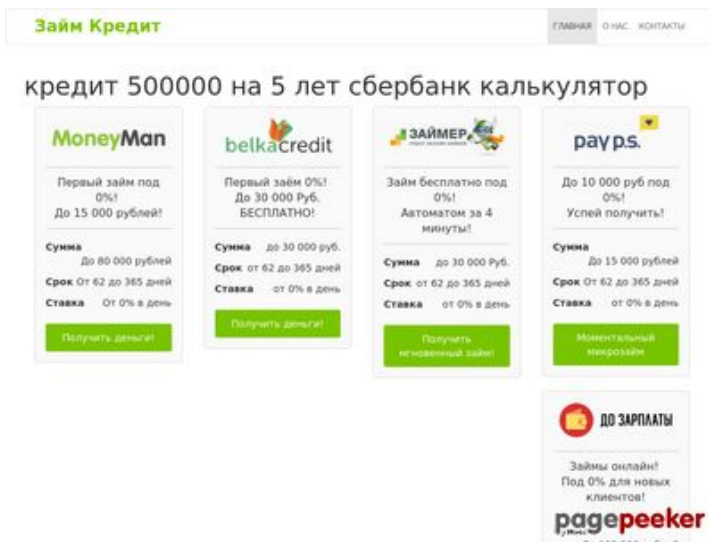 Займ Кредит
ГЛАВНАЯ О НАС КОНТАКТЫ
кредит 500000 на 5 лет сбербанк калькулятор
MoneyMan
Первый займ под
0%!
До 15 000 рублей!
Сумма
До 80 000 рублей
Срок От 62 до 365 дней
Ставка От 0% в день
Получить деньги!
belkacredit
Первый заём 0%!
До 30 000 Руб.
БЕСПЛАТНО!
Сумма до 30 000 руб.
Срок от 62 до 365 дней
Ставка от 0% в день
Получить деньги!
ЗАЙМЕР
Займ бесплатно под
0%!
Автоматом за 4
минуты!
Сумма до 30 000 Руб.
Срок от 62 до 365 дней
Ставка от 0% в день
Получить
мгновенный займ!
pay p.s.
До 10 000 руб под
0%!
Успей получить!
Сумма
До 15 000 рублей
Срок От 62 до 365 дней
Ставка от 0% в день
Моментальный
микрозайм
ДО ЗАРПЛАТЫ
Займы онлайн!
Под 0% для новых
клиентов!
pagepeeker